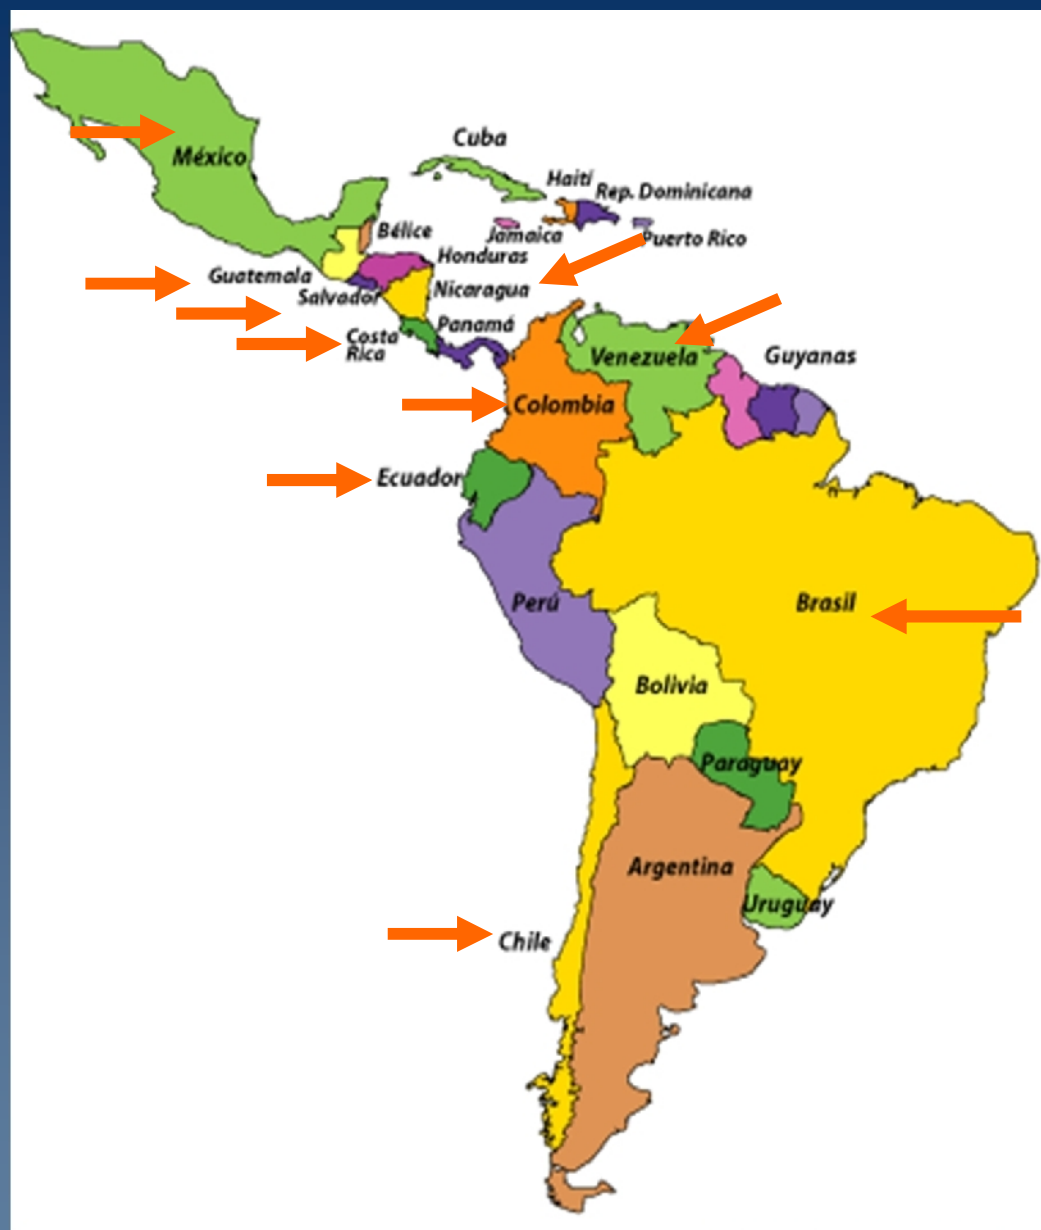 Cuba
México
Haití
Rep. Dominicana
Bélice
Jamaica
Puerto Rico
Honduras
Guatemala
Nicaragua
Salvador
Panamá
Costa
Rica
Venezuela
Guyanas
Colombia
Ecuador
Perú
Brasil
Bolivia
Paraguay
Argentina
Uruguay
Chile